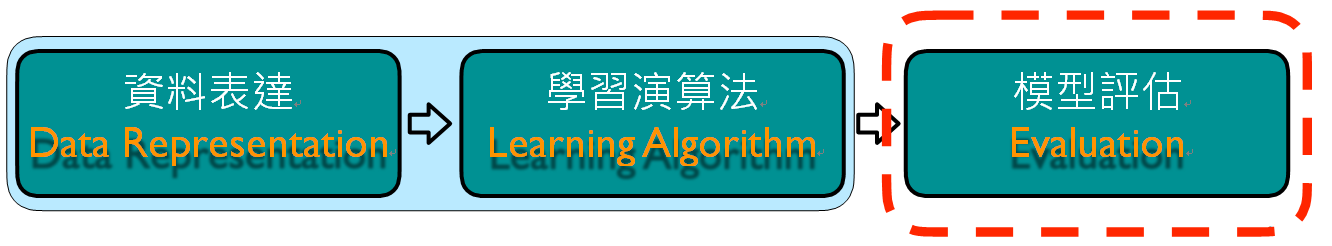 資料表達
Data Representation
學習演算法
Learning Algorithm
模型評估
Evaluation